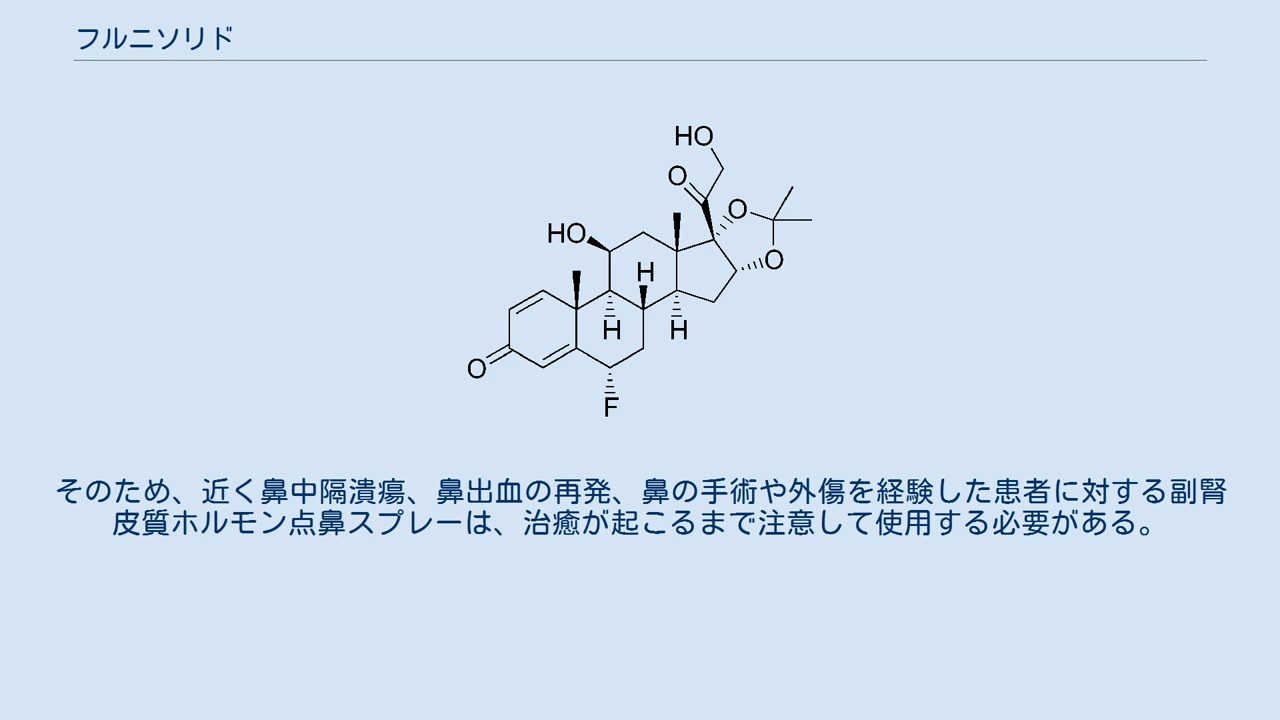 フルニソリド
HO
O
O
HO
H
O
H
H
O
F
そのため、近く鼻中隔潰瘍、鼻出血の再発、鼻の手術や外傷を経験した患者に対する副腎
皮質ホルモン点鼻スプレーは、治癒が起こるまで注意して使用する必要がある。